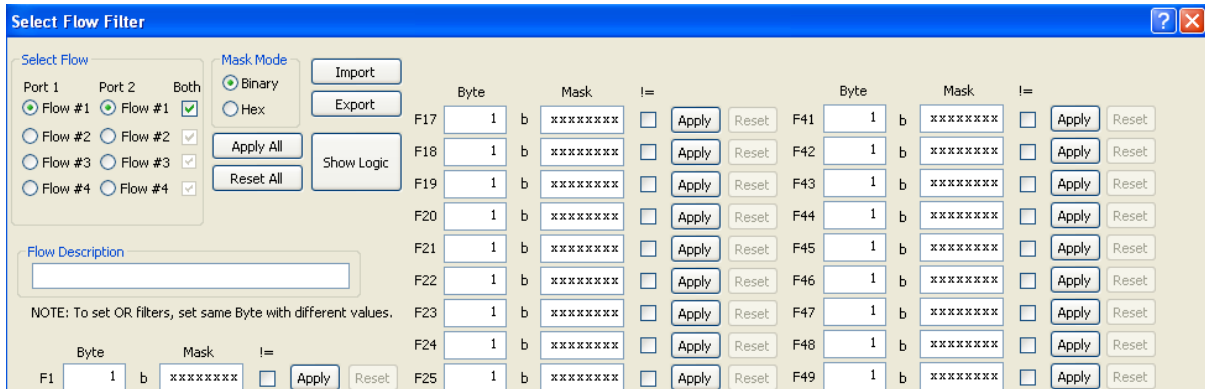 Select Flow Filter
Select Flow
Port 1 Port 2 Both
Flow #1 Flow #1
Flow #2 Flow #2
Flow #3 Flow #3
Flow #4 Flow #4
Mask Mode
Binary
Hex
Apply All
Reset All
Import
Export
Show Logic
Flow Description
NOTE: To set OR filters, set same Byte with different values.
Byte Mask !=
F1 1 b xxxxxxxx Apply Reset
Byte Mask !=
F17 1 b xxxxxxxx Apply Reset
F18 1 b xxxxxxxx Apply Reset
F19 1 b xxxxxxxx Apply Reset
F20 1 b xxxxxxxx Apply Reset
F21 1 b xxxxxxxx Apply Reset
F22 1 b xxxxxxxx Apply Reset
F23 1 b xxxxxxxx Apply Reset
F24 1 b xxxxxxxx Apply Reset
F25 1 b xxxxxxxx Apply Reset
Byte Mask !=
F41 1 b xxxxxxxx Apply Reset
F42 1 b xxxxxxxx Apply Reset
F43 1 b xxxxxxxx Apply Reset
F44 1 b xxxxxxxx Apply Reset
F45 1 b xxxxxxxx Apply Reset
F46 1 b xxxxxxxx Apply Reset
F47 1 b xxxxxxxx Apply Reset
F48 1 b xxxxxxxx Apply Reset
F49 1 b xxxxxxxx Apply Reset